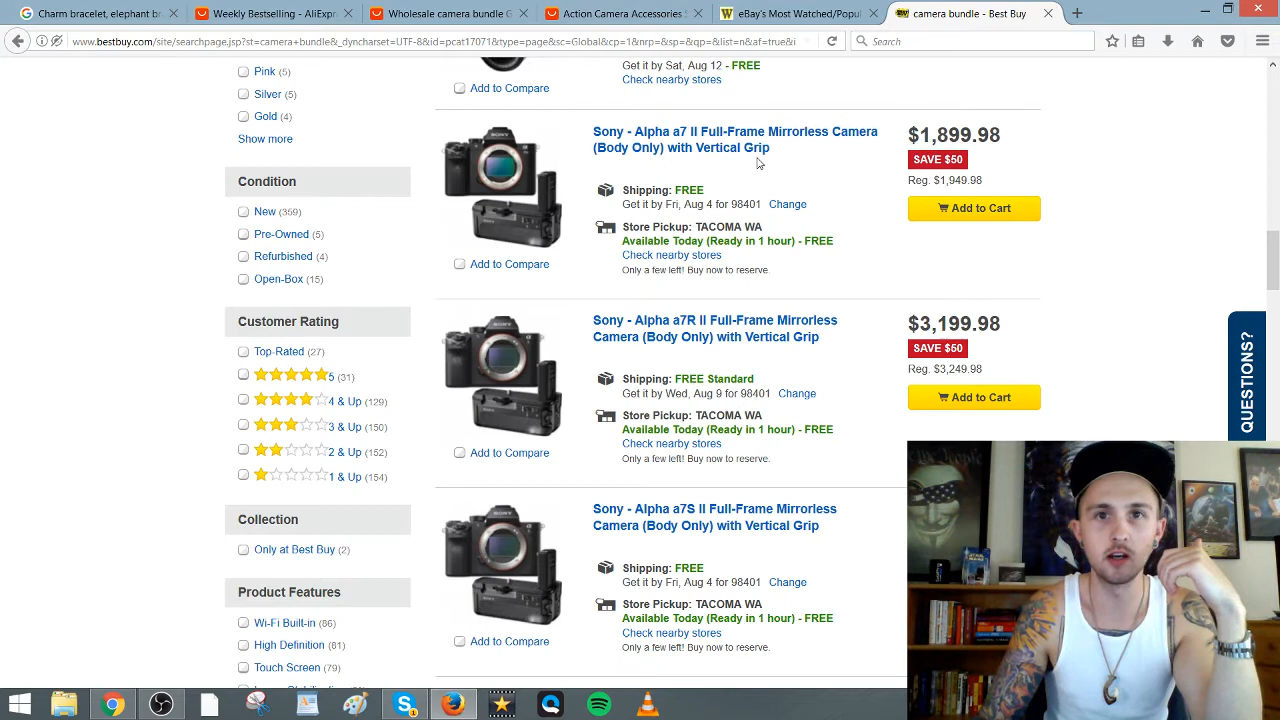 Charm bracelet, elephant br
Weekly Messages - AliExpre
Wholesale camera bundle G
Action Camera Accessories S
eBay's Most Watched/Popul
camera bundle - Best Buy
www.bestbuy.com/site/searchpage.jsp?st=camera+bundle&_dyncharset=UTF-8&id=pcat17071&type=page&sc=Global&cp=1&nrp=&sp=&qp=&list=n&af=true&i
Search
Pink (5)
Silver (5)
Gold (4)
Show more
Condition
New (359)
Pre-Owned (5)
Refurbished (4)
Open-Box (15)
Customer Rating
Top-Rated (27)
5 (31)
4 & Up (129)
3 & Up (150)
2 & Up (152)
1 & Up (154)
Collection
Only at Best Buy (2)
Product Features
Wi-Fi Built-in (86)
High Definition (81)
Touch Screen (79)
Get it by Sat, Aug 12 - FREE
Check nearby stores
Add to Compare
Sony - Alpha a7 II Full-Frame Mirrorless Camera
(Body Only) with Vertical Grip
Shipping: FREE
Get it by Fri, Aug 4 for 98401 Change
Store Pickup: TACOMA WA
Available Today (Ready in 1 hour) - FREE
Check nearby stores
Only a few left! Buy now to reserve.
Add to Compare
$1,899.98
SAVE $50
Reg. $1,949.98
Add to Cart
Sony - Alpha a7R II Full-Frame Mirrorless
Camera (Body Only) with Vertical Grip
Shipping: FREE Standard
Get it by Wed, Aug 9 for 98401 Change
Store Pickup: TACOMA WA
Available Today (Ready in 1 hour) - FREE
Check nearby stores
Only a few left! Buy now to reserve.
Add to Compare
$3,199.98
SAVE $50
Reg. $3,249.98
Add to Cart
Sony - Alpha a7S II Full-Frame Mirrorless
Camera (Body Only) with Vertical Grip
Shipping: FREE
Get it by Fri, Aug 4 for 98401 Change
Store Pickup: TACOMA WA
Available Today (Ready in 1 hour) - FREE
Check nearby stores
Only a few left! Buy now to reserve.
Add to Compare
QUESTIONS?